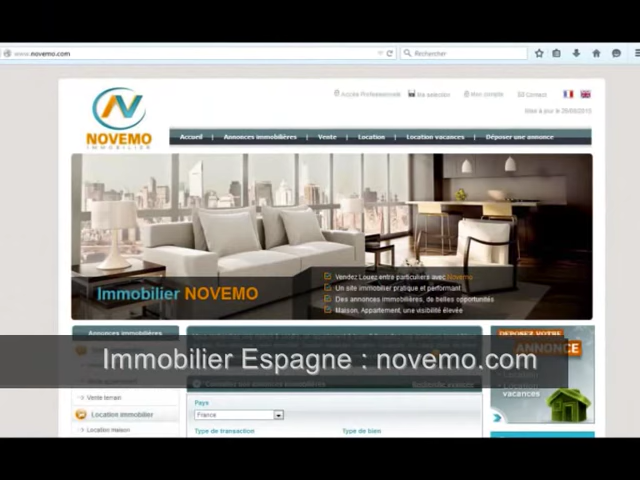 www.novemo.com
Rechercher
Accès Professionnels Ma sélection Mon compte Contact
NOVEMO
IMMOBILIER
Accueil | Annonces immobilières | Vente | Location | Location vacances | Déposer une annonce
Vendez Louez entre particuliers avec Novemo
Un site immobilier pratique et performant
Immobilier NOVEMO
Des annonces immobilières, de belles opportunités
Maison, Appartement, une visibilité élevée
Annonces immobilières
DEPOSEZ VOTRE
ANNONCE
Immobilier Espagne : novemo.com
Location
vacances
Vente terrain
Pays
Location immobilier
France
Location maison
Type de transaction
Type de bien